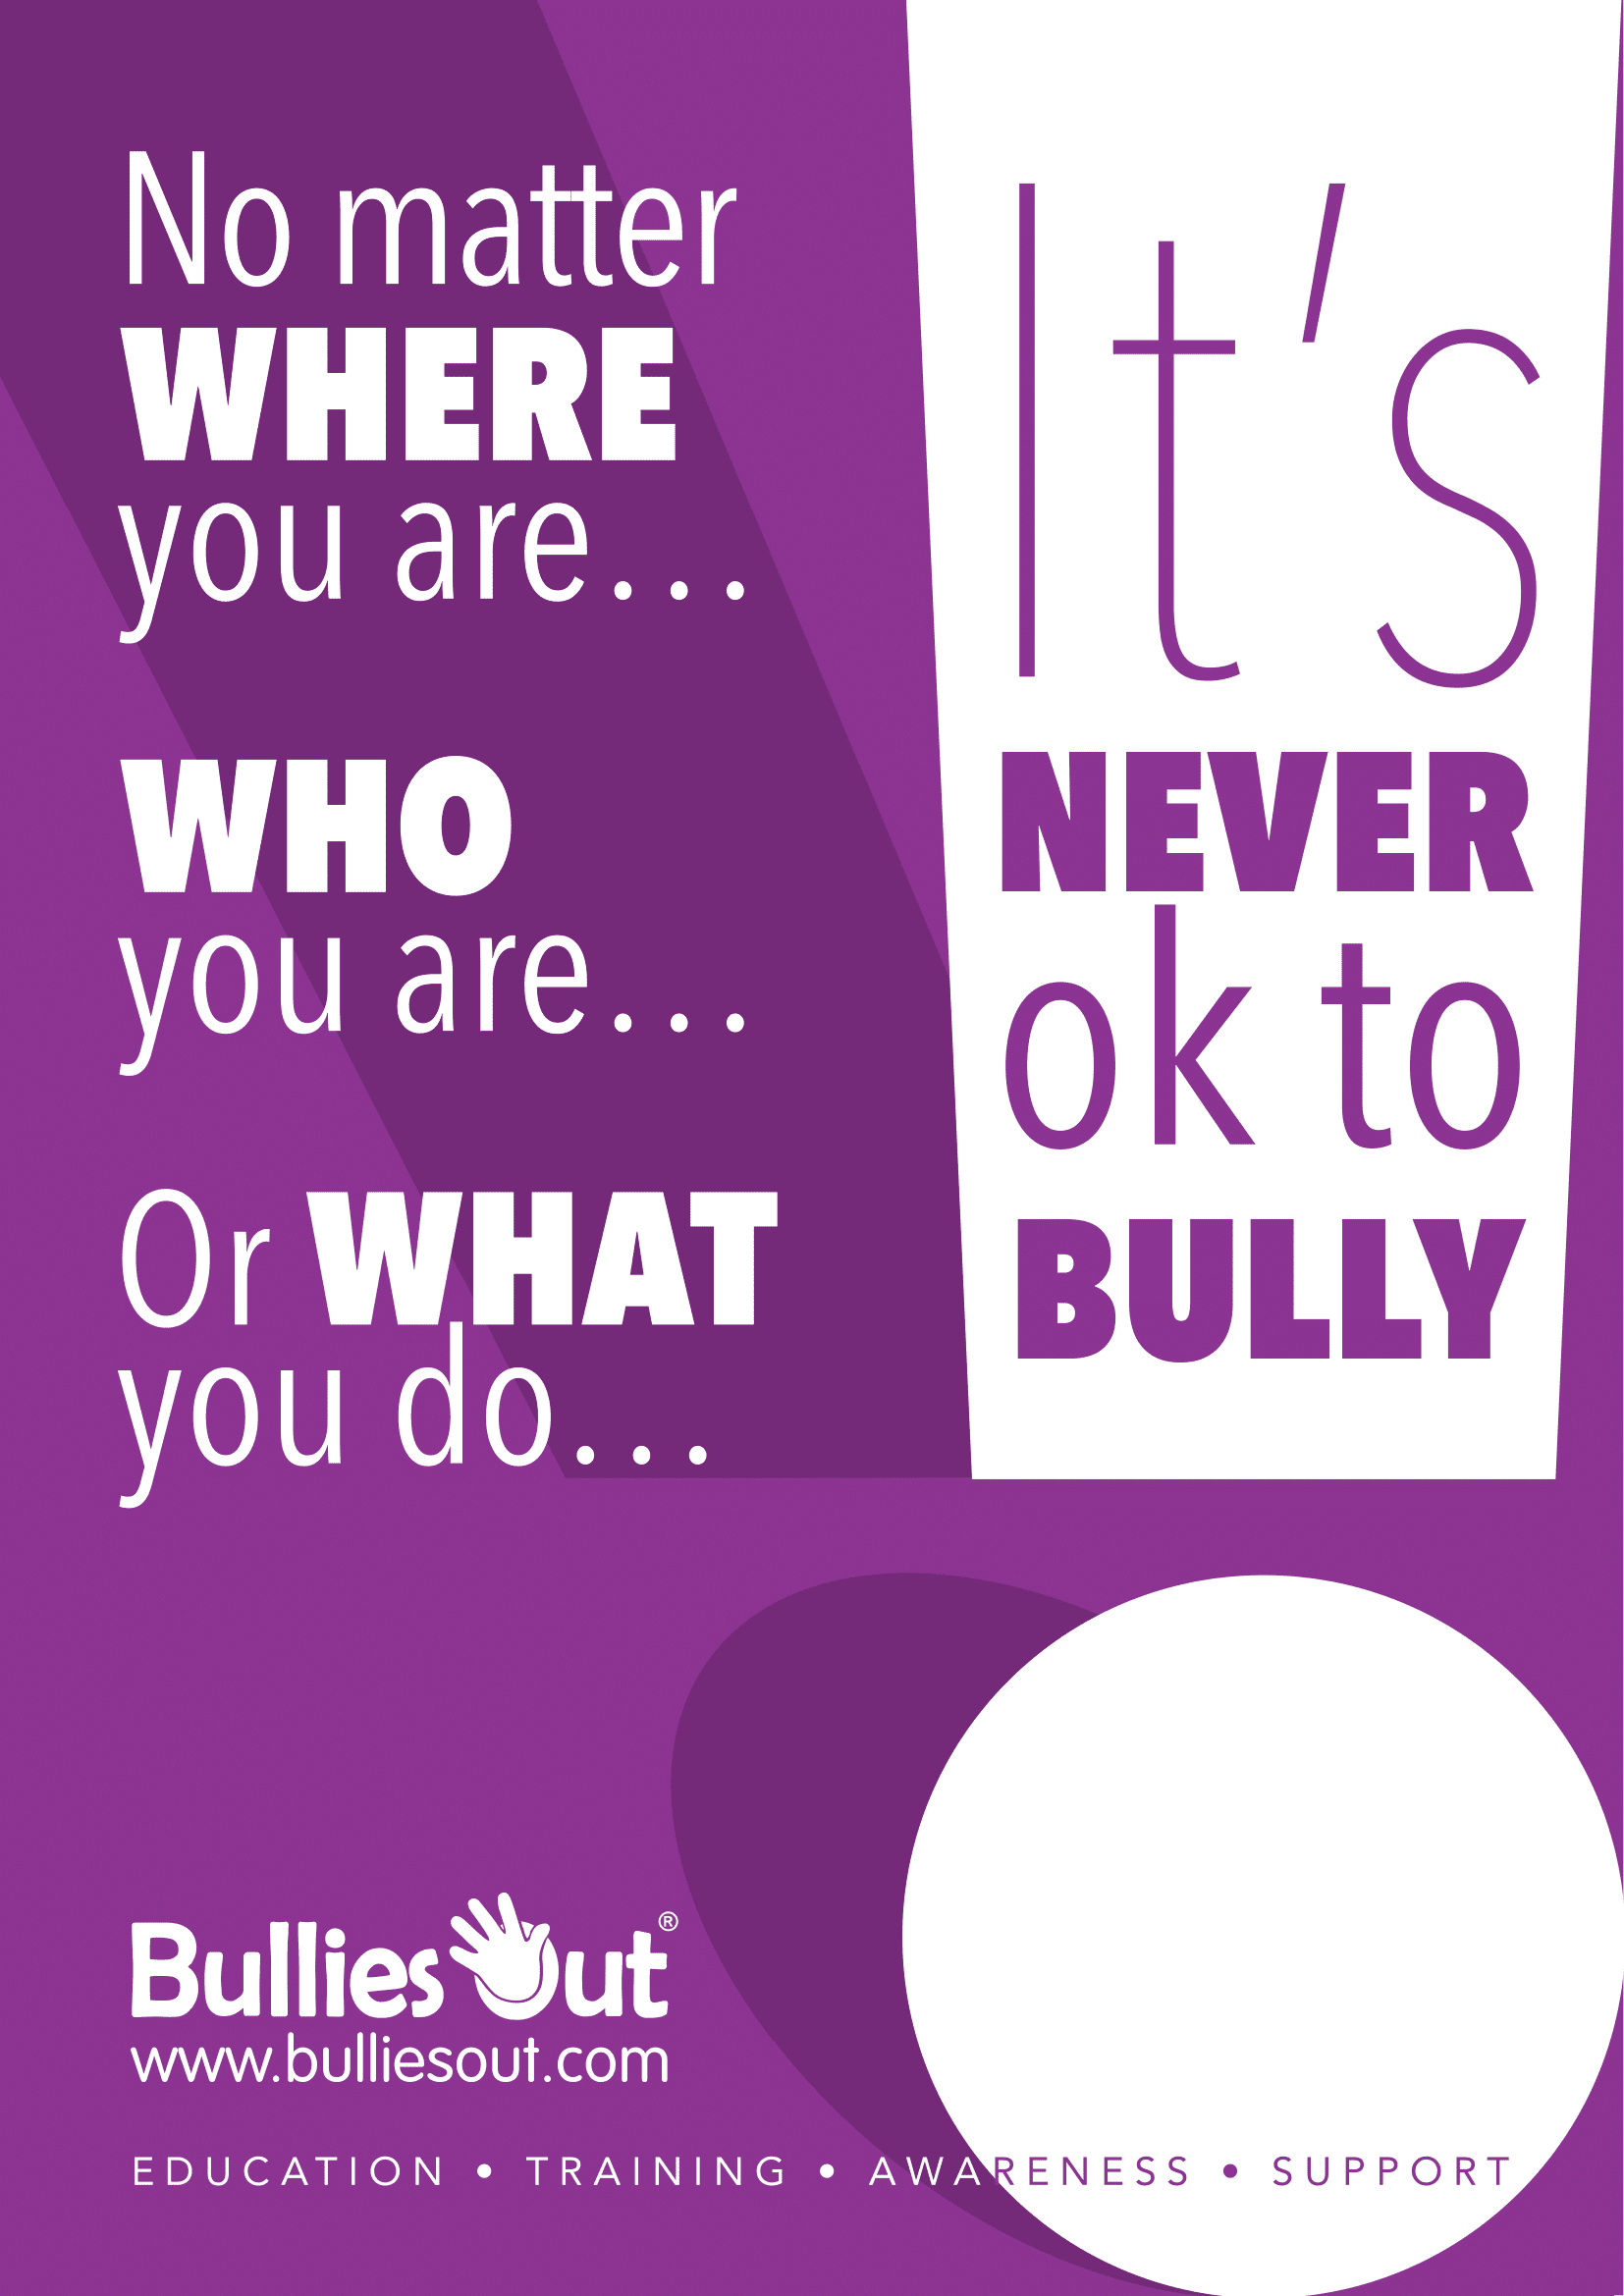 No matter
WHERE
you are...
WHO
you are...
Or WHAT
you do...
It's
NEVER
ok to
BULLY
BulliesOut®
www.bulliesout.com
EDUCATION • TRAINING • AWARENESS • SUPPORT